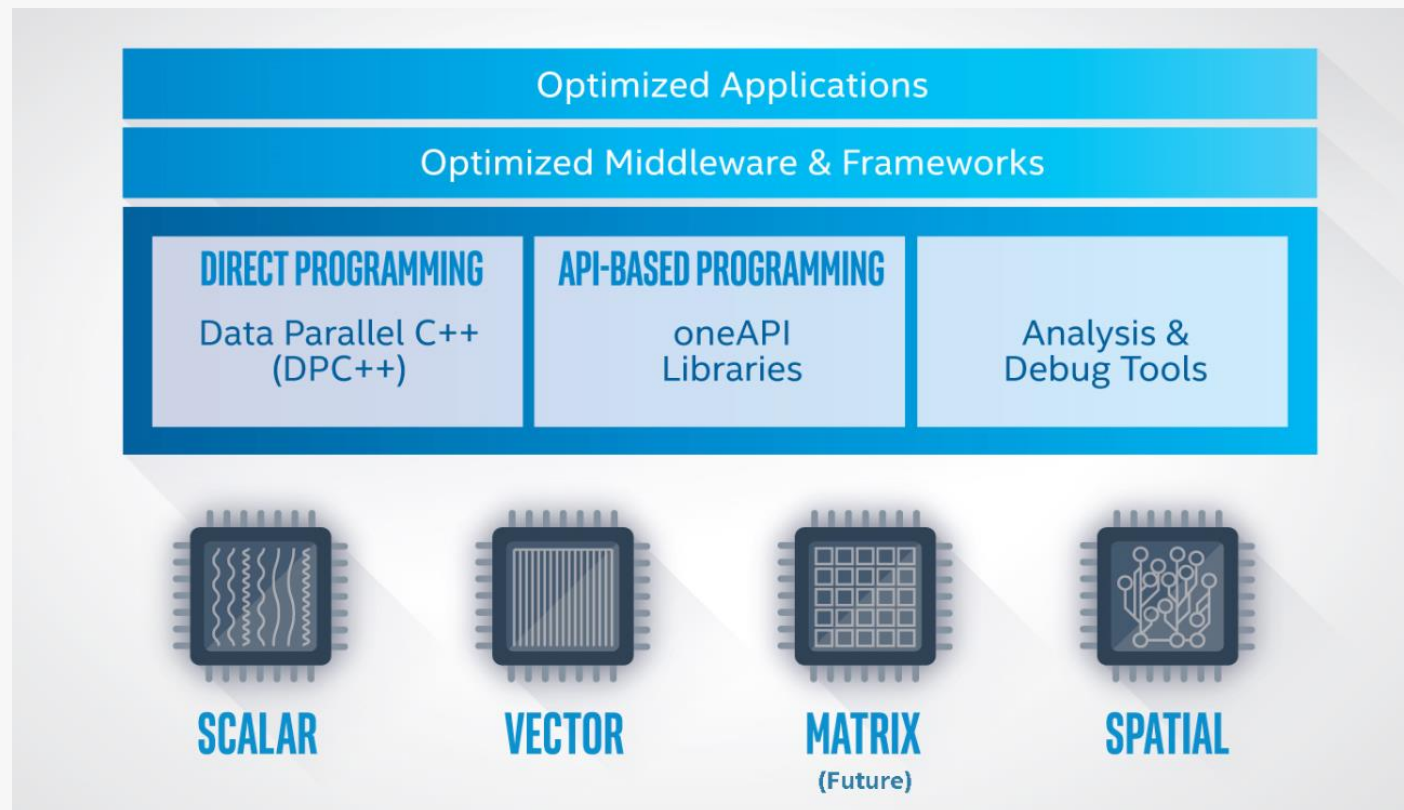 Optimized Applications
Optimized Middleware & Frameworks
DIRECT PROGRAMMING
Data Parallel C++
(DPC++)
API-BASED PROGRAMMING
oneAPI
Libraries
Analysis &
Debug Tools
SCALAR
VECTOR
MATRIX
(Future)
SPATIAL